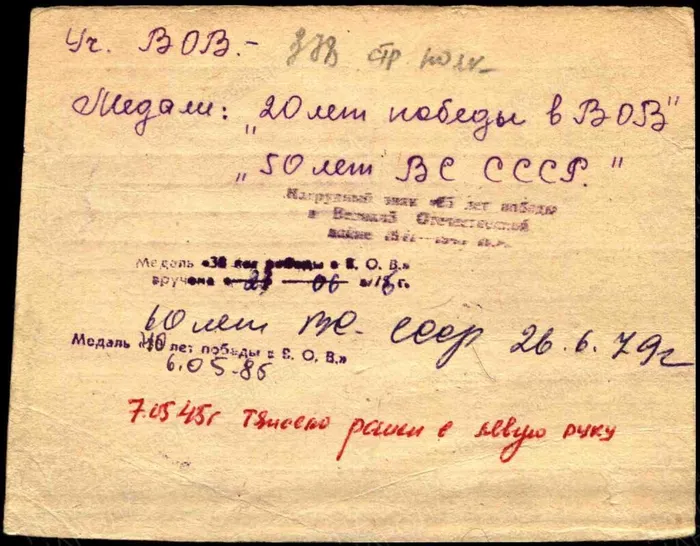 Уч. ВОВ.- стр полк
Медали: „20 лет победы в ВОВ"
„50 лет ВС СССР."
Нагрудный знак «25 лет победы
в Великой Отечественной
войне
Медаль «30 лет победы в В. О. В.»
вручена « 06 г.
60 лет ВС. СССР 26.6.79г
Медаль «40 лет победы в В. О. В.»
6.05-85
7.05 45г тяжело ранен в левую руку